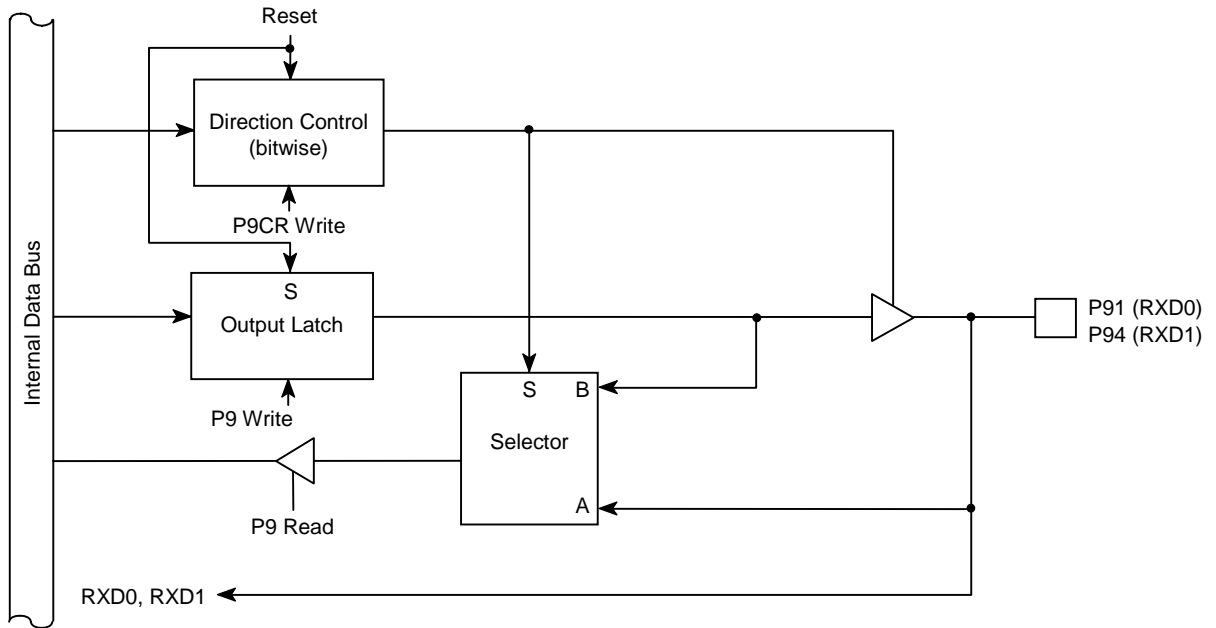 Reset
Direction Control
(bitwise)
P9CR Write
Internal Data Bus
S
Output Latch
P9 Write
P91 (RXD0)
P94 (RXD1)
S
B
Selector
A
P9 Read
RXD0, RXD1